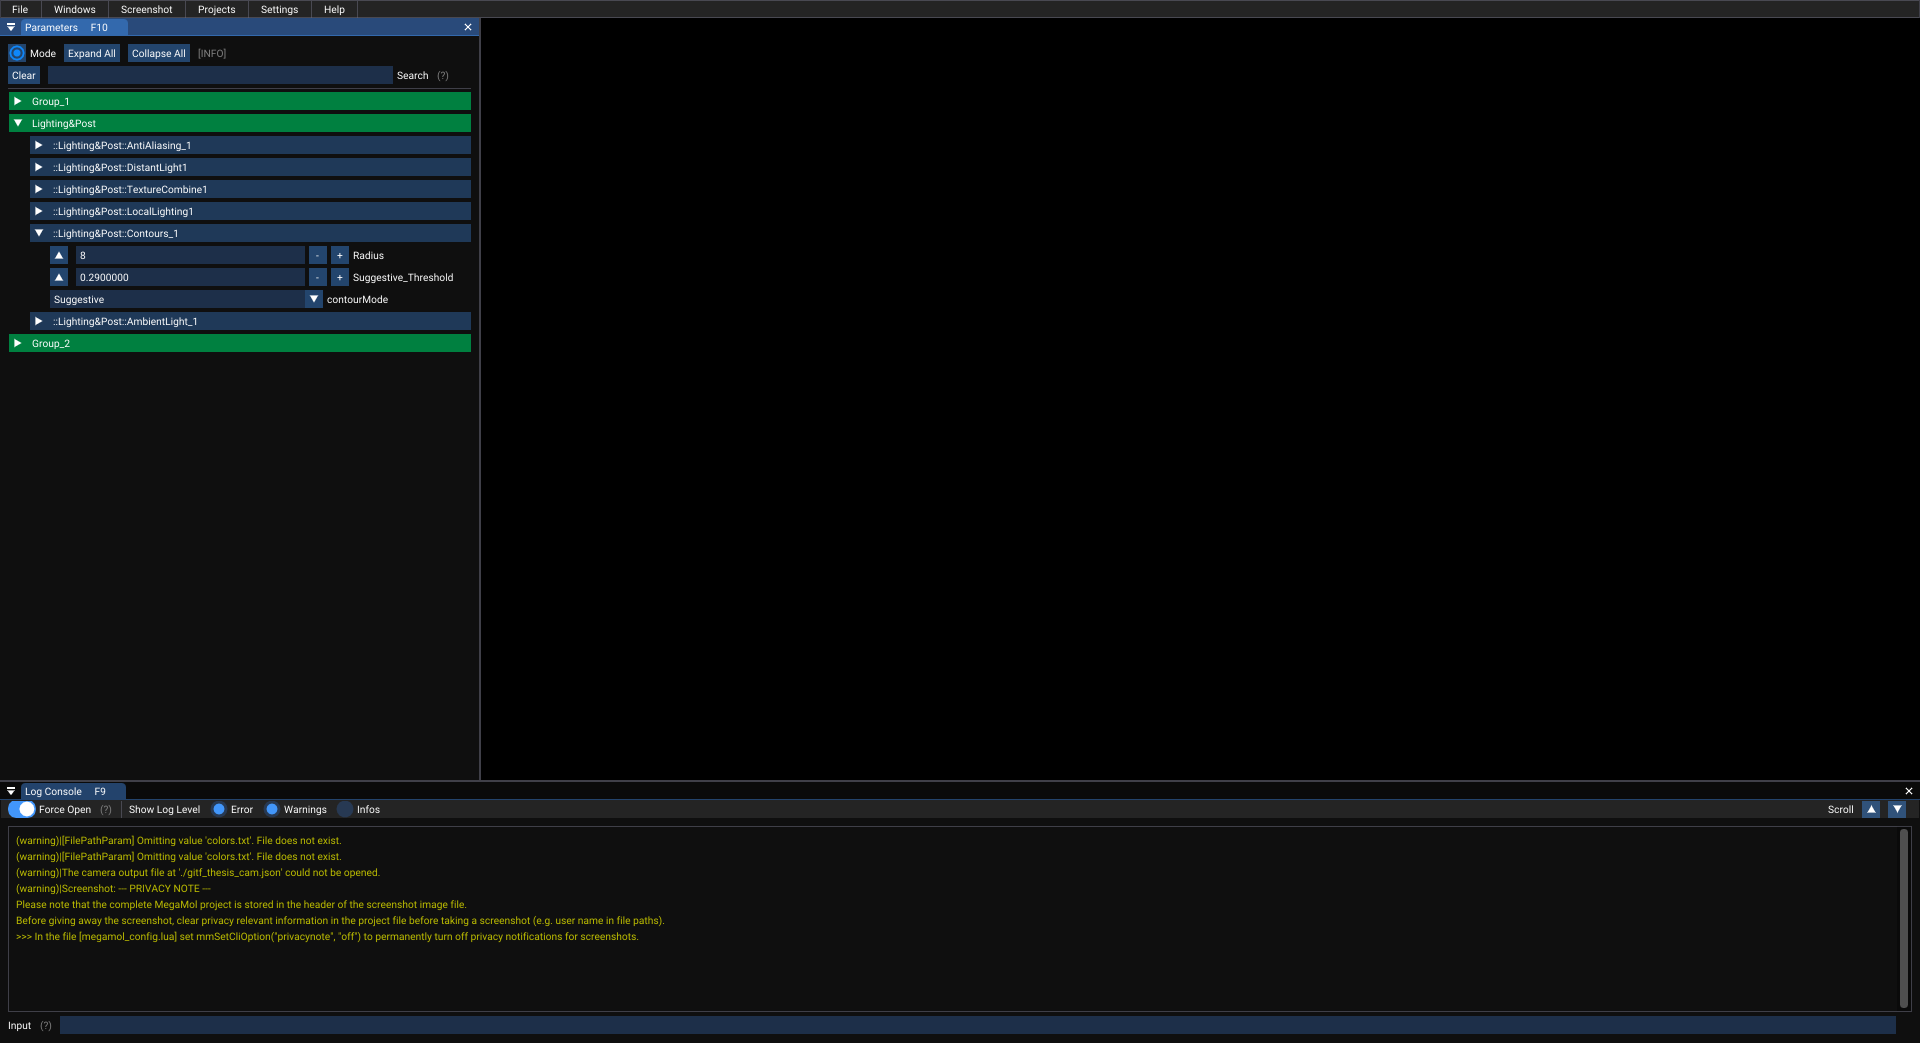 File Windows Screenshot Projects Settings Help
Parameters F10
Mode Expand All Collapse All [INFO]
Clear Search (?)
Group_1
Lighting&Post
::Lighting&Post::AntiAliasing_1
::Lighting&Post::DistantLight1
::Lighting&Post::TextureCombine1
::Lighting&Post::LocalLighting1
::Lighting&Post::Contours_1
8 - + Radius
0.2900000 - + Suggestive_Threshold
Suggestive contourMode
::Lighting&Post::AmbientLight_1
Group_2
Log Console F9
Force Open (?) Show Log Level Error Warnings Infos Scroll
(warning)|[FilePathParam] Omitting value 'colors.txt'. File does not exist.
(warning)|[FilePathParam] Omitting value 'colors.txt'. File does not exist.
(warning)|The camera output file at './gitf_thesis_cam.json' could not be opened.
(warning)|Screenshot: --- PRIVACY NOTE ---
Please note that the complete MegaMol project is stored in the header of the screenshot image file.
Before giving away the screenshot, clear privacy relevant information in the project file before taking a screenshot (e.g. user name in file paths).
>>> In the file [megamol_config.lua] set mmSetCliOption("privacynote", "off") to permanently turn off privacy notifications for screenshots.
Input (?)